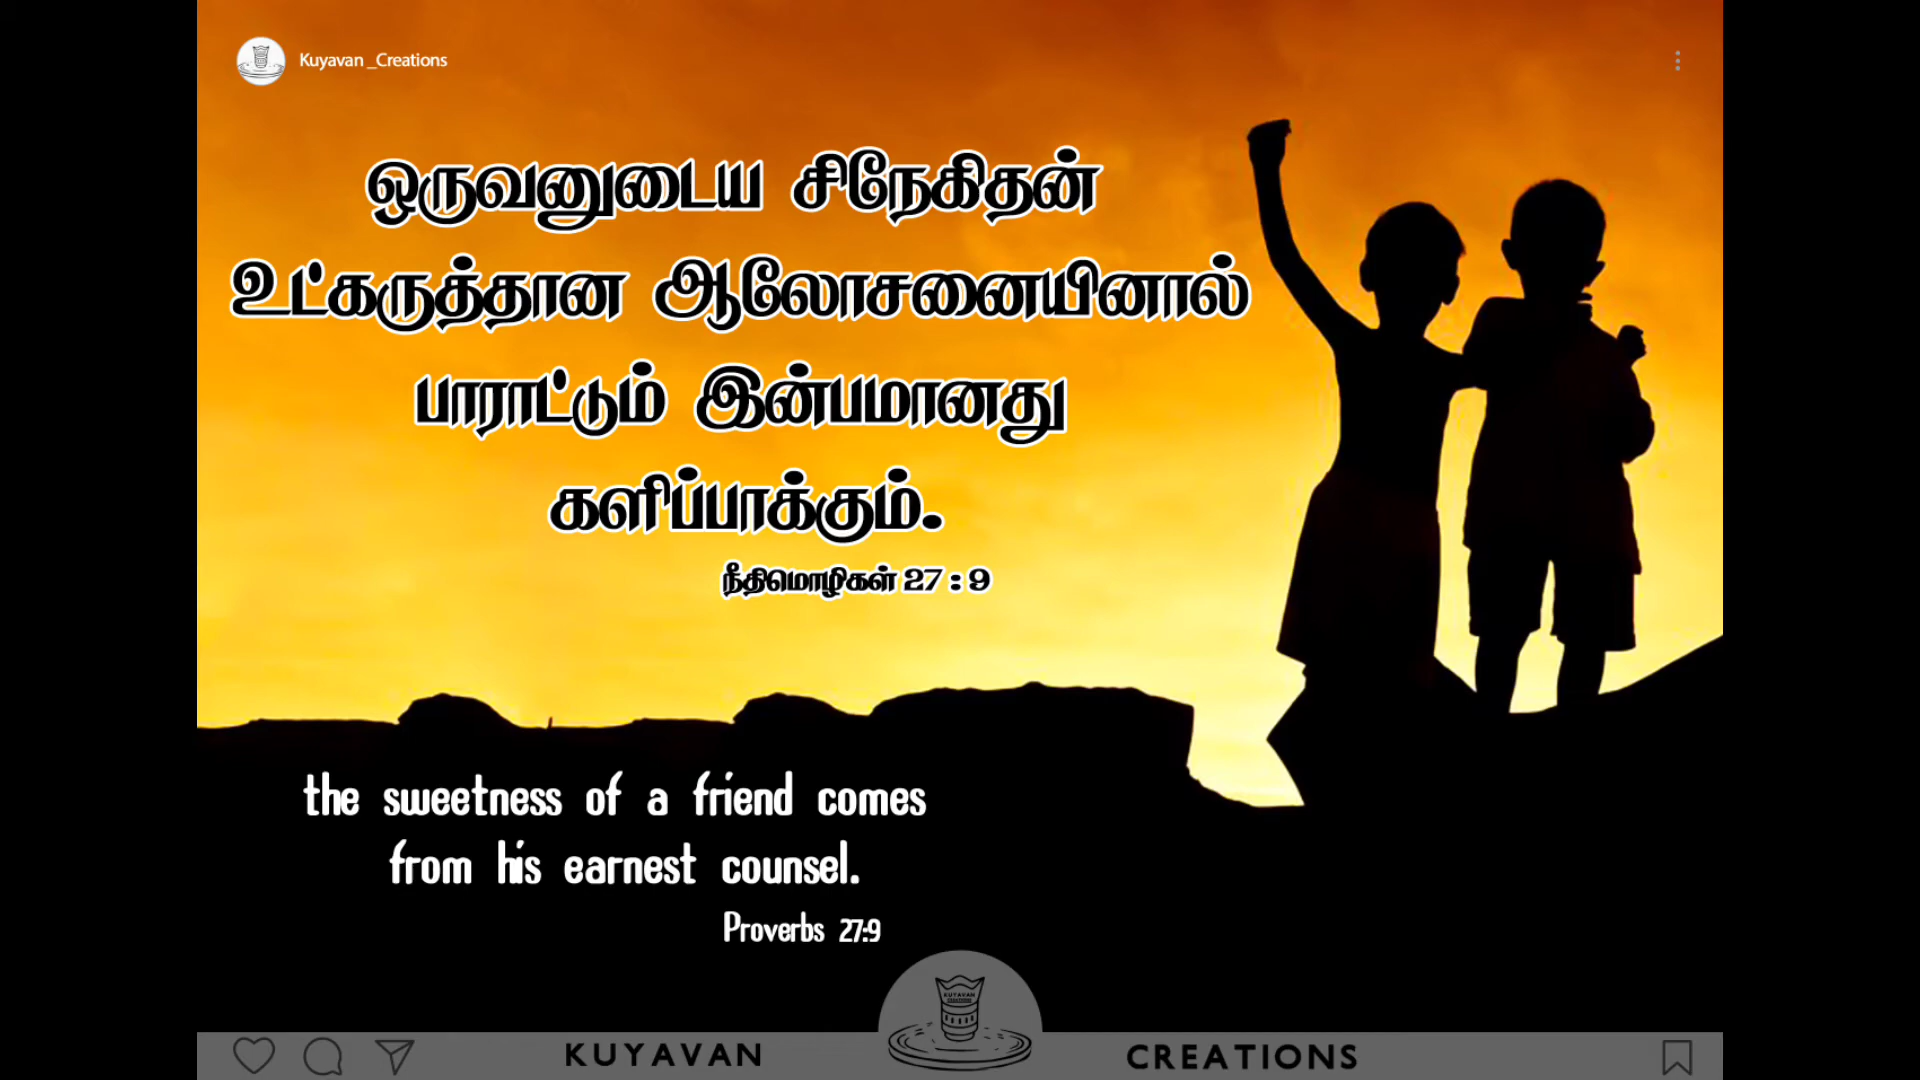 Kuyavan _Creations
ஒருவனுடைய சிநேகிதன்
உட்கருத்தான ஆலோசனையினால்
பாராட்டும் இன்பமானது
களிப்பாக்கும்.
நீதிமொழிகள் 27 : 9
the sweetness of a friend comes
from his earnest counsel.
Proverbs 27:9
KUYAVAN
KUYAVAN CREATIONS